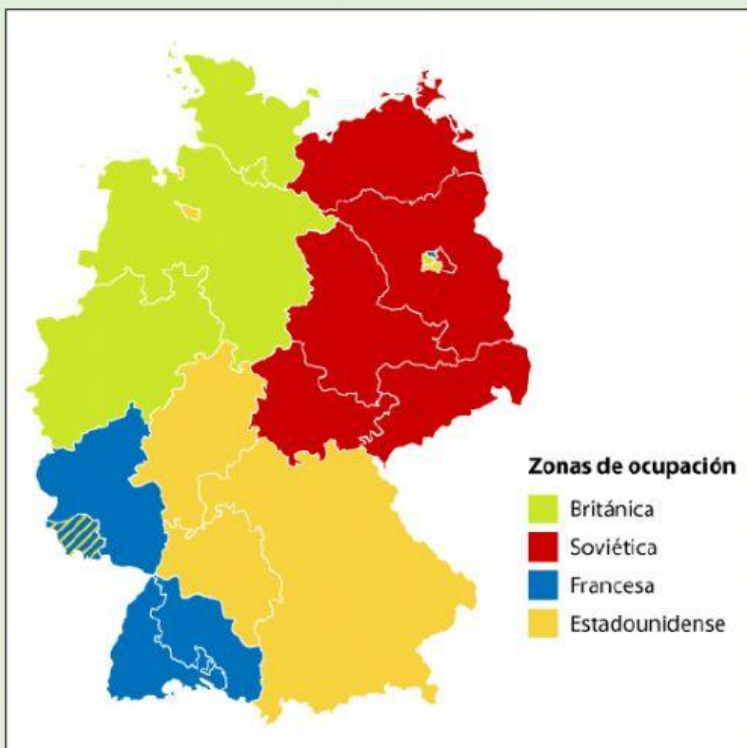 Zonas de ocupación
Británica
Soviética
Francesa
Estadounidense